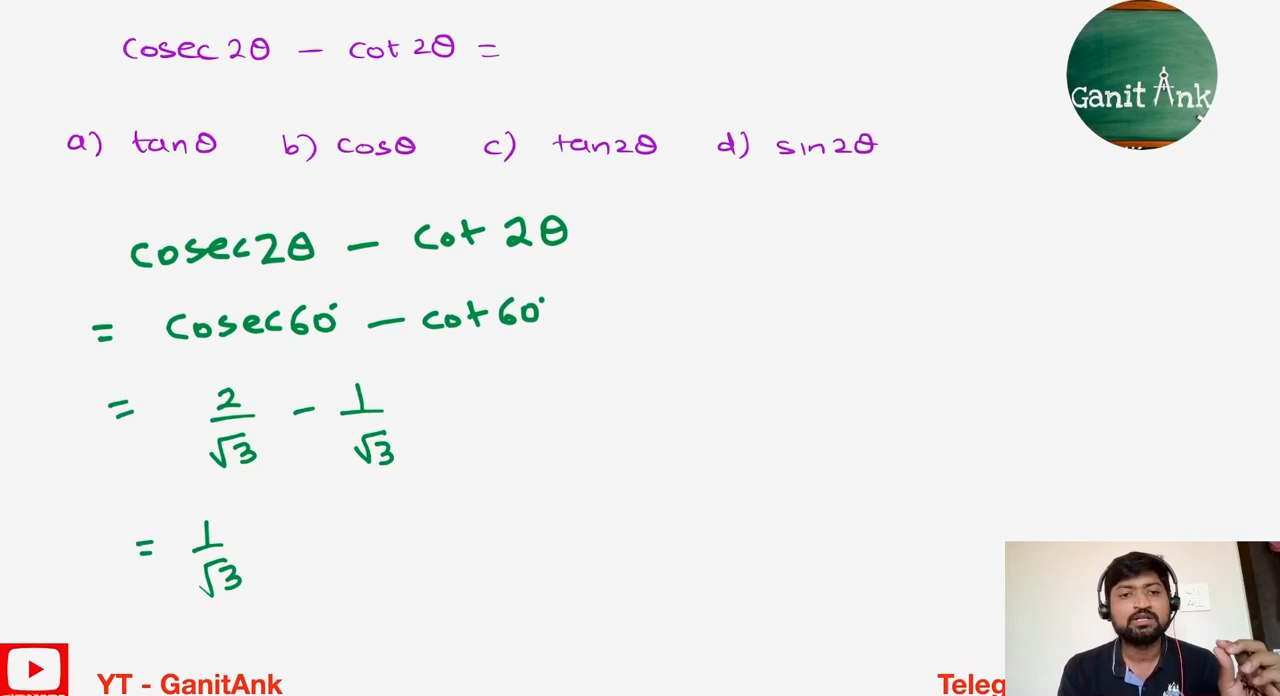 cosec 2θ − cot 2θ =
Ganit Ank
a) tanθ b) cosθ c) tan2θ d) sin2θ
cosec2θ − cot 2θ
= cosec60° − cot60°
= 2/√3 − 1/√3
= 1/√3
YT - GanitAnk
Teleg